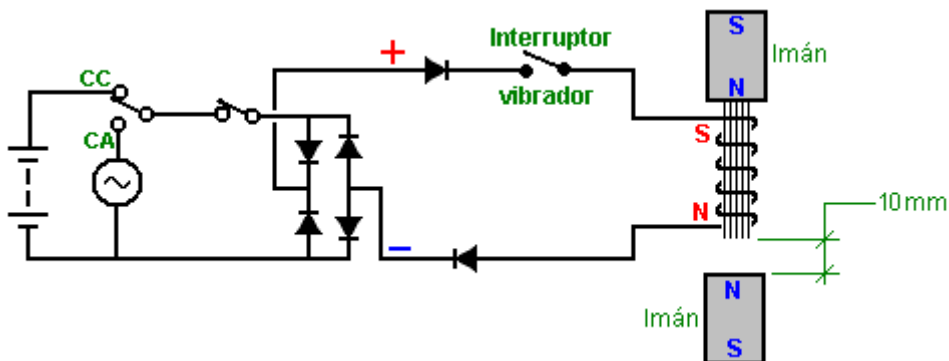 S
Imán
N
+
Interruptor
vibrador
CC
CA
S
N
10mm
−
N
Imán
S